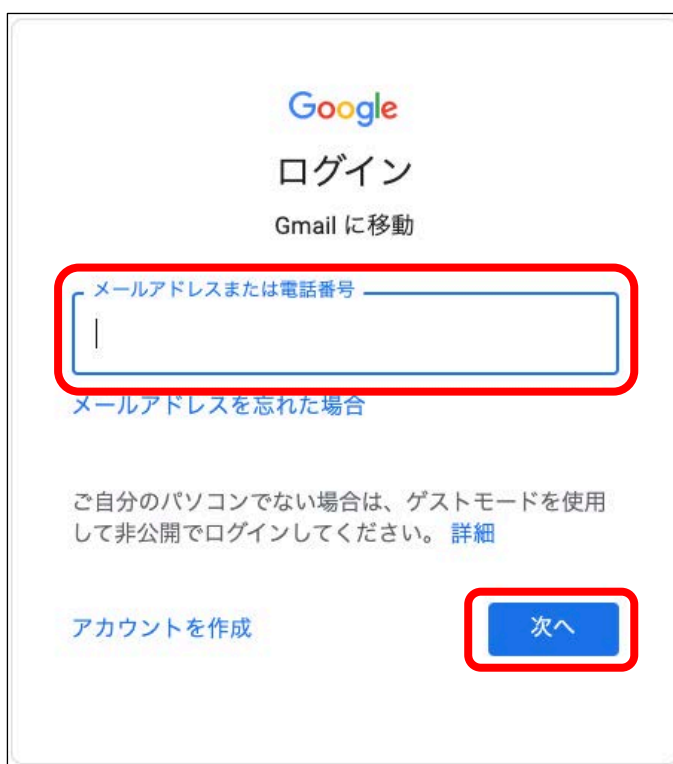 Google
ログイン
Gmail に移動
メールアドレスまたは電話番号
メールアドレスを忘れた場合
ご自分のパソコンでない場合は、ゲストモードを使用
して非公開でログインしてください。 詳細
アカウントを作成
次へ